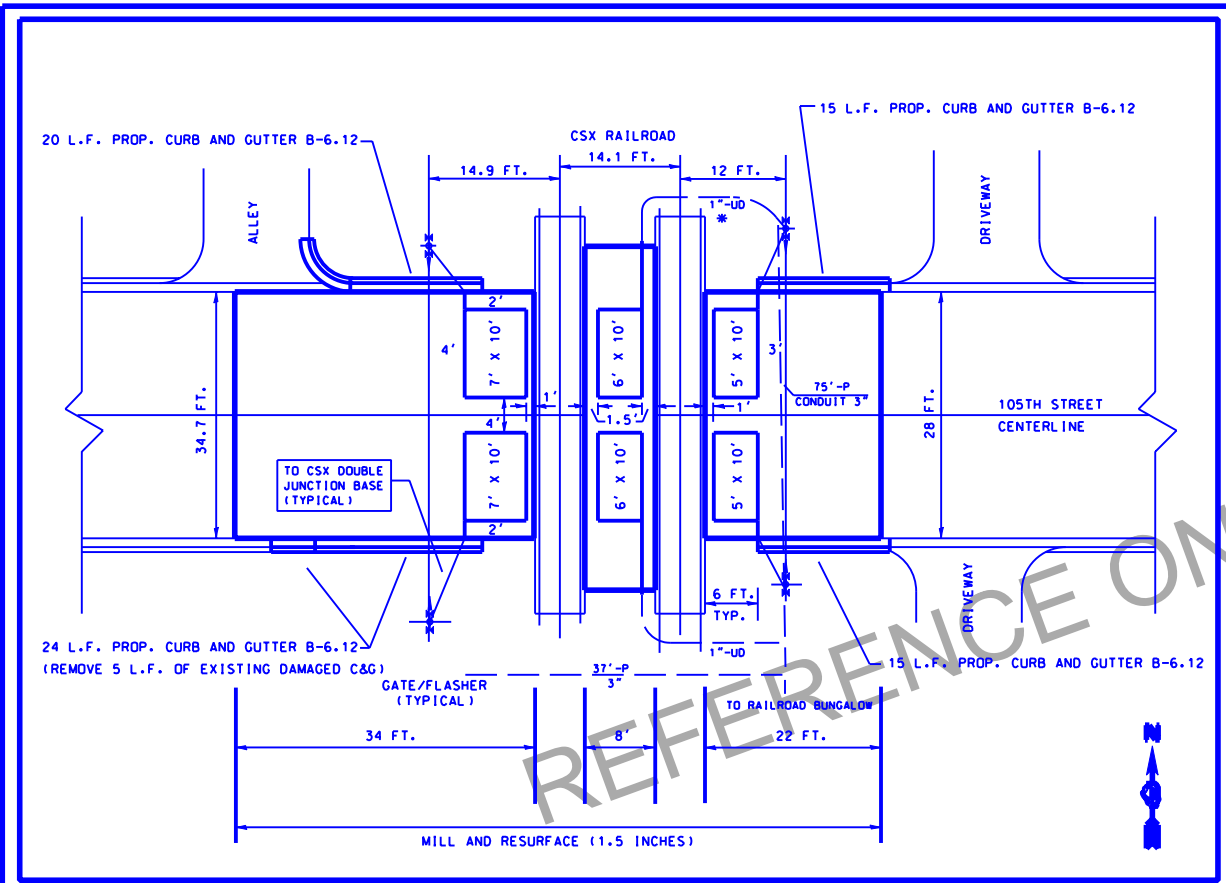 20 L.F. PROP. CURB AND GUTTER B-6.12
15 L.F. PROP. CURB AND GUTTER B-6.12
CSX RAILROAD
14.9 FT.
14.1 FT.
12 FT.
1"-UD
*
ALLEY
DRIVEWAY
2'
4'
7' X 10'
6' X 10'
5' X 10'
3'
1'
4'
1.5'
1'
75'-P
CONDUIT 3"
34.7 FT.
28 FT.
105TH STREET
CENTERLINE
TO CSX DOUBLE
JUNCTION BASE
(TYPICAL)
7' X 10'
6' X 10'
5' X 10'
2'
6 FT.
TYP.
DRIVEWAY
24 L.F. PROP. CURB AND GUTTER B-6.12
(REMOVE 5 L.F. OF EXISTING DAMAGED C&G)
1"-UD
15 L.F. PROP. CURB AND GUTTER B-6.12
37'-P
3"
GATE/FLASHER
(TYPICAL)
TO RAILROAD BUNGALOW
34 FT.
8'
22 FT.
MILL AND RESURFACE (1.5 INCHES)
N
REFERENCE ON